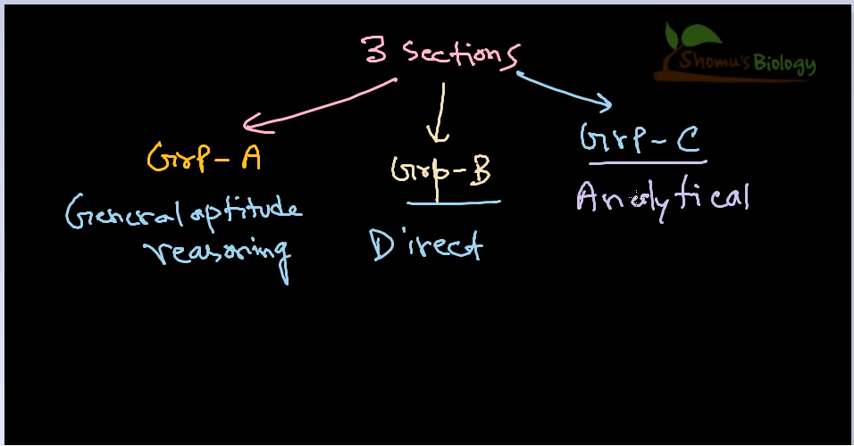 3 Sections
Shomu's Biology
Grp-A
Grp-B
Grp-C
General aptitude
reasoning
Direct
Analytical